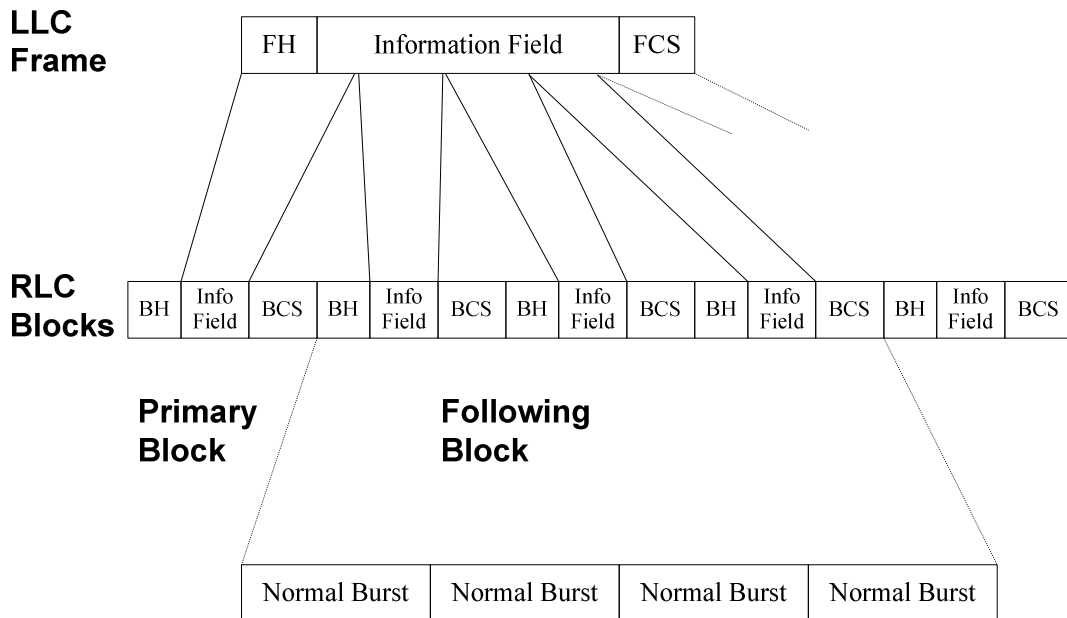 LLC
Frame
FH Information Field FCS
RLC
Blocks
BH Info Field BCS BH Info Field BCS BH Info Field BCS BH Info Field BCS BH Info Field BCS
Primary
Block
Following
Block
Normal Burst Normal Burst Normal Burst Normal Burst